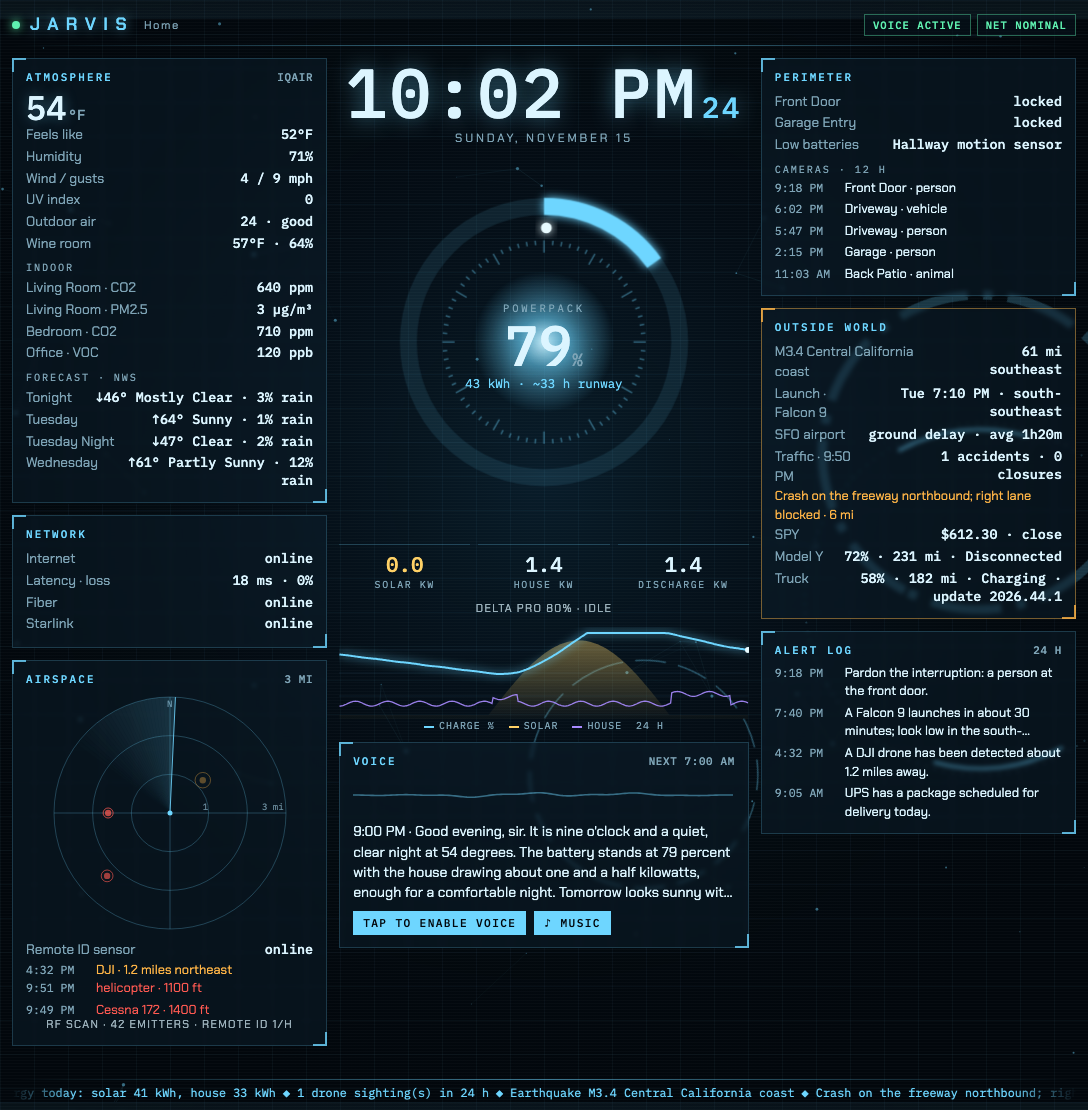 JARVIS Home
VOICE ACTIVE NET NOMINAL
ATMOSPHERE IQAIR
54°F
Feels like 52°F
Humidity 71%
Wind / gusts 4 / 9 mph
UV index 0
Outdoor air 24 · good
Wine room 57°F · 64%
INDOOR
Living Room · CO2 640 ppm
Living Room · PM2.5 3 µg/m³
Bedroom · CO2 710 ppm
Office · VOC 120 ppb
FORECAST · NWS
Tonight ↓46° Mostly Clear · 3% rain
Tuesday ↑64° Sunny · 1% rain
Tuesday Night ↓47° Clear · 2% rain
Wednesday ↑61° Partly Sunny · 12%
rain
NETWORK
Internet online
Latency · loss 18 ms · 0%
Fiber online
Starlink online
AIRSPACE 3 MI
N
1 3 mi
Remote ID sensor online
4:32 PM DJI · 1.2 miles northeast
9:51 PM helicopter · 1100 ft
9:49 PM Cessna 172 · 1400 ft
RF SCAN · 42 EMITTERS · REMOTE ID 1/H
10:02 PM 24
SUNDAY, NOVEMBER 15
POWERPACK
79%
43 kWh · ~33 h runway
0.0 1.4 1.4
SOLAR KW HOUSE KW DISCHARGE KW
DELTA PRO 80% · IDLE
CHARGE % SOLAR HOUSE 24 H
VOICE NEXT 7:00 AM
9:00 PM · Good evening, sir. It is nine o'clock and a quiet,
clear night at 54 degrees. The battery stands at 79 percent
with the house drawing about one and a half kilowatts,
enough for a comfortable night. Tomorrow looks sunny wit…
TAP TO ENABLE VOICE ♪ MUSIC
PERIMETER
Front Door locked
Garage Entry locked
Low batteries Hallway motion sensor
CAMERAS · 12 H
9:18 PM Front Door · person
6:02 PM Driveway · vehicle
5:47 PM Driveway · person
2:15 PM Garage · person
11:03 AM Back Patio · animal
OUTSIDE WORLD
M3.4 Central California 61 mi
coast southeast
Launch · Tue 7:10 PM · south-
Falcon 9 southeast
SFO airport ground delay · avg 1h20m
Traffic · 9:50 1 accidents · 0
PM closures
Crash on the freeway northbound; right lane
blocked · 6 mi
SPY $612.30 · close
Model Y 72% · 231 mi · Disconnected
Truck 58% · 182 mi · Charging ·
update 2026.44.1
ALERT LOG 24 H
9:18 PM Pardon the interruption: a person at
the front door.
7:40 PM A Falcon 9 launches in about 30
minutes; look low in the south-…
4:32 PM A DJI drone has been detected about
1.2 miles away.
9:05 AM UPS has a package scheduled for
delivery today.
gy today: solar 41 kWh, house 33 kWh ◆ 1 drone sighting(s) in 24 h ◆ Earthquake M3.4 Central California coast ◆ Crash on the freeway northbound; rig